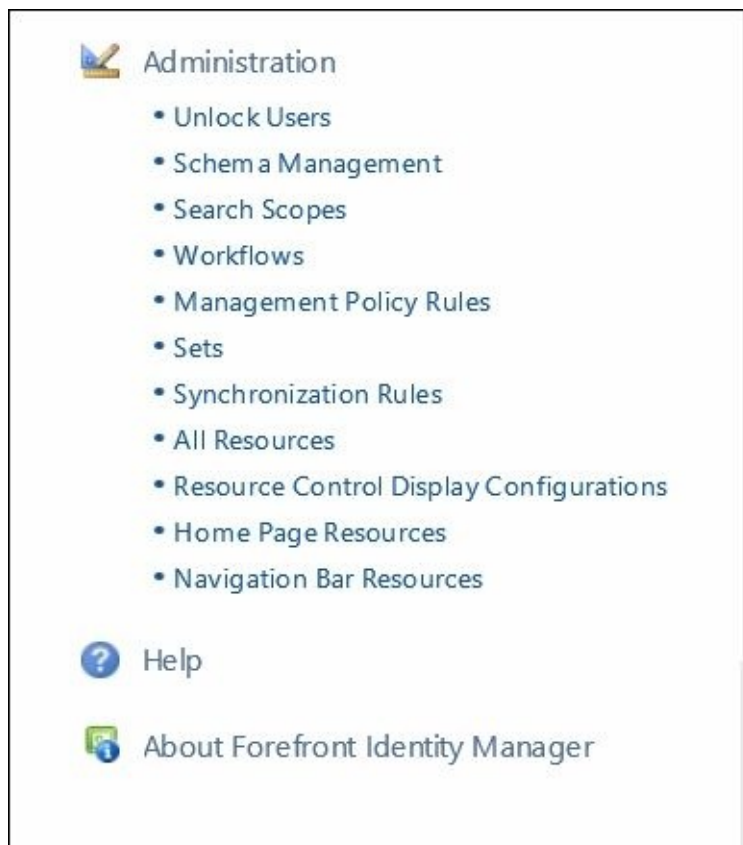 Administration
• Unlock Users
• Schema Management
• Search Scopes
• Workflows
• Management Policy Rules
• Sets
• Synchronization Rules
• All Resources
• Resource Control Display Configurations
• Home Page Resources
• Navigation Bar Resources
Help
About Forefront Identity Manager